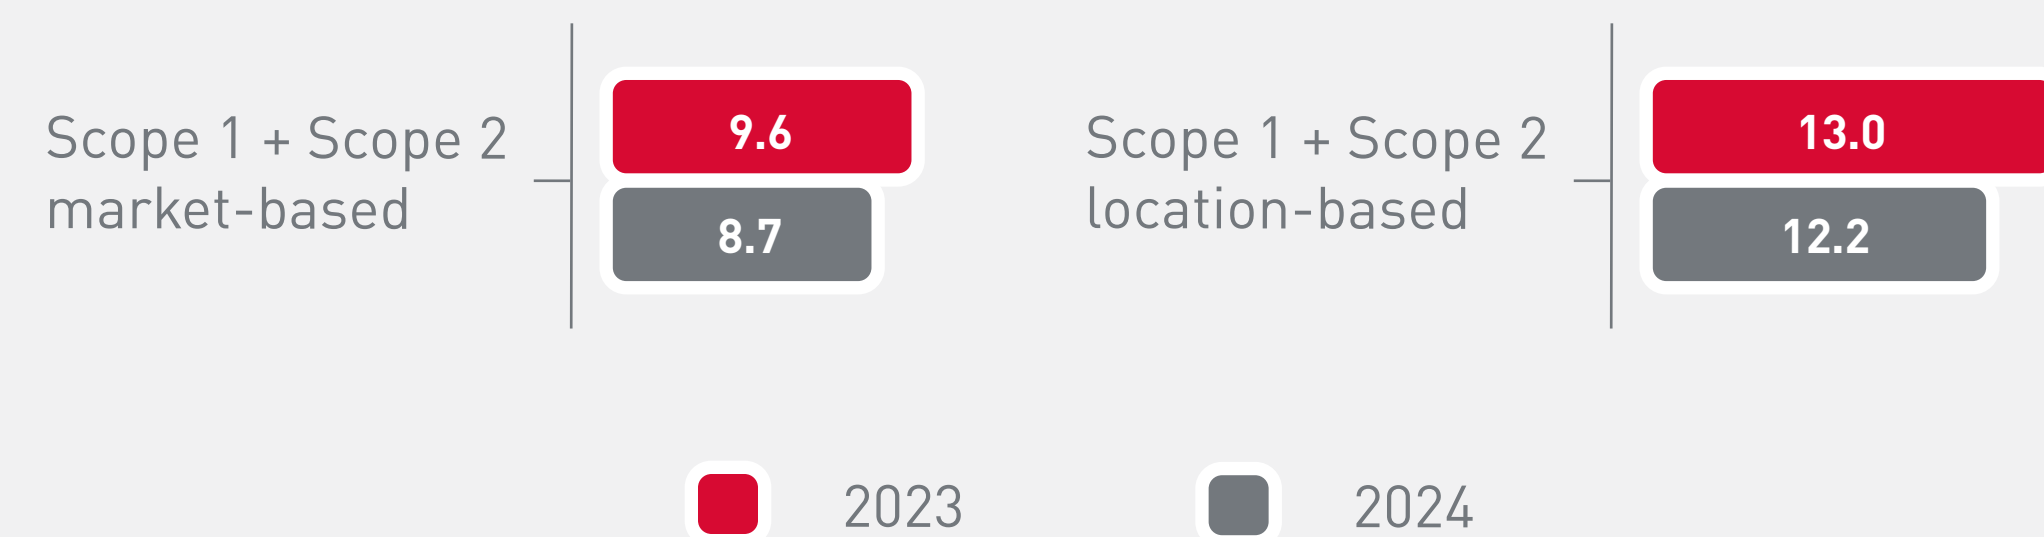 Scope 1 + Scope 2
market-based
9.6
8.7
Scope 1 + Scope 2
location-based
13.0
12.2
2023
2024